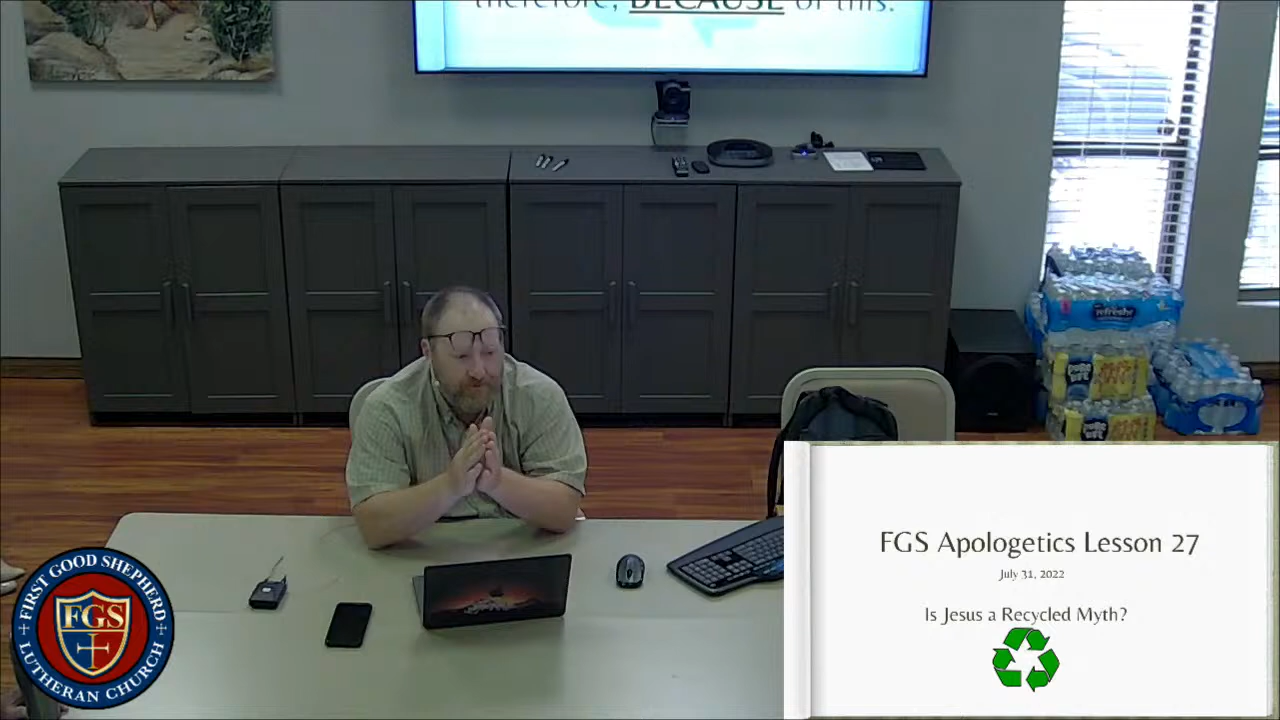 therefore, BECAUSE of this.
refreshe
FIRST GOOD SHEPHERD
FGS
LUTHERAN CHURCH
FGS Apologetics Lesson 27
July 31, 2022
Is Jesus a Recycled Myth?